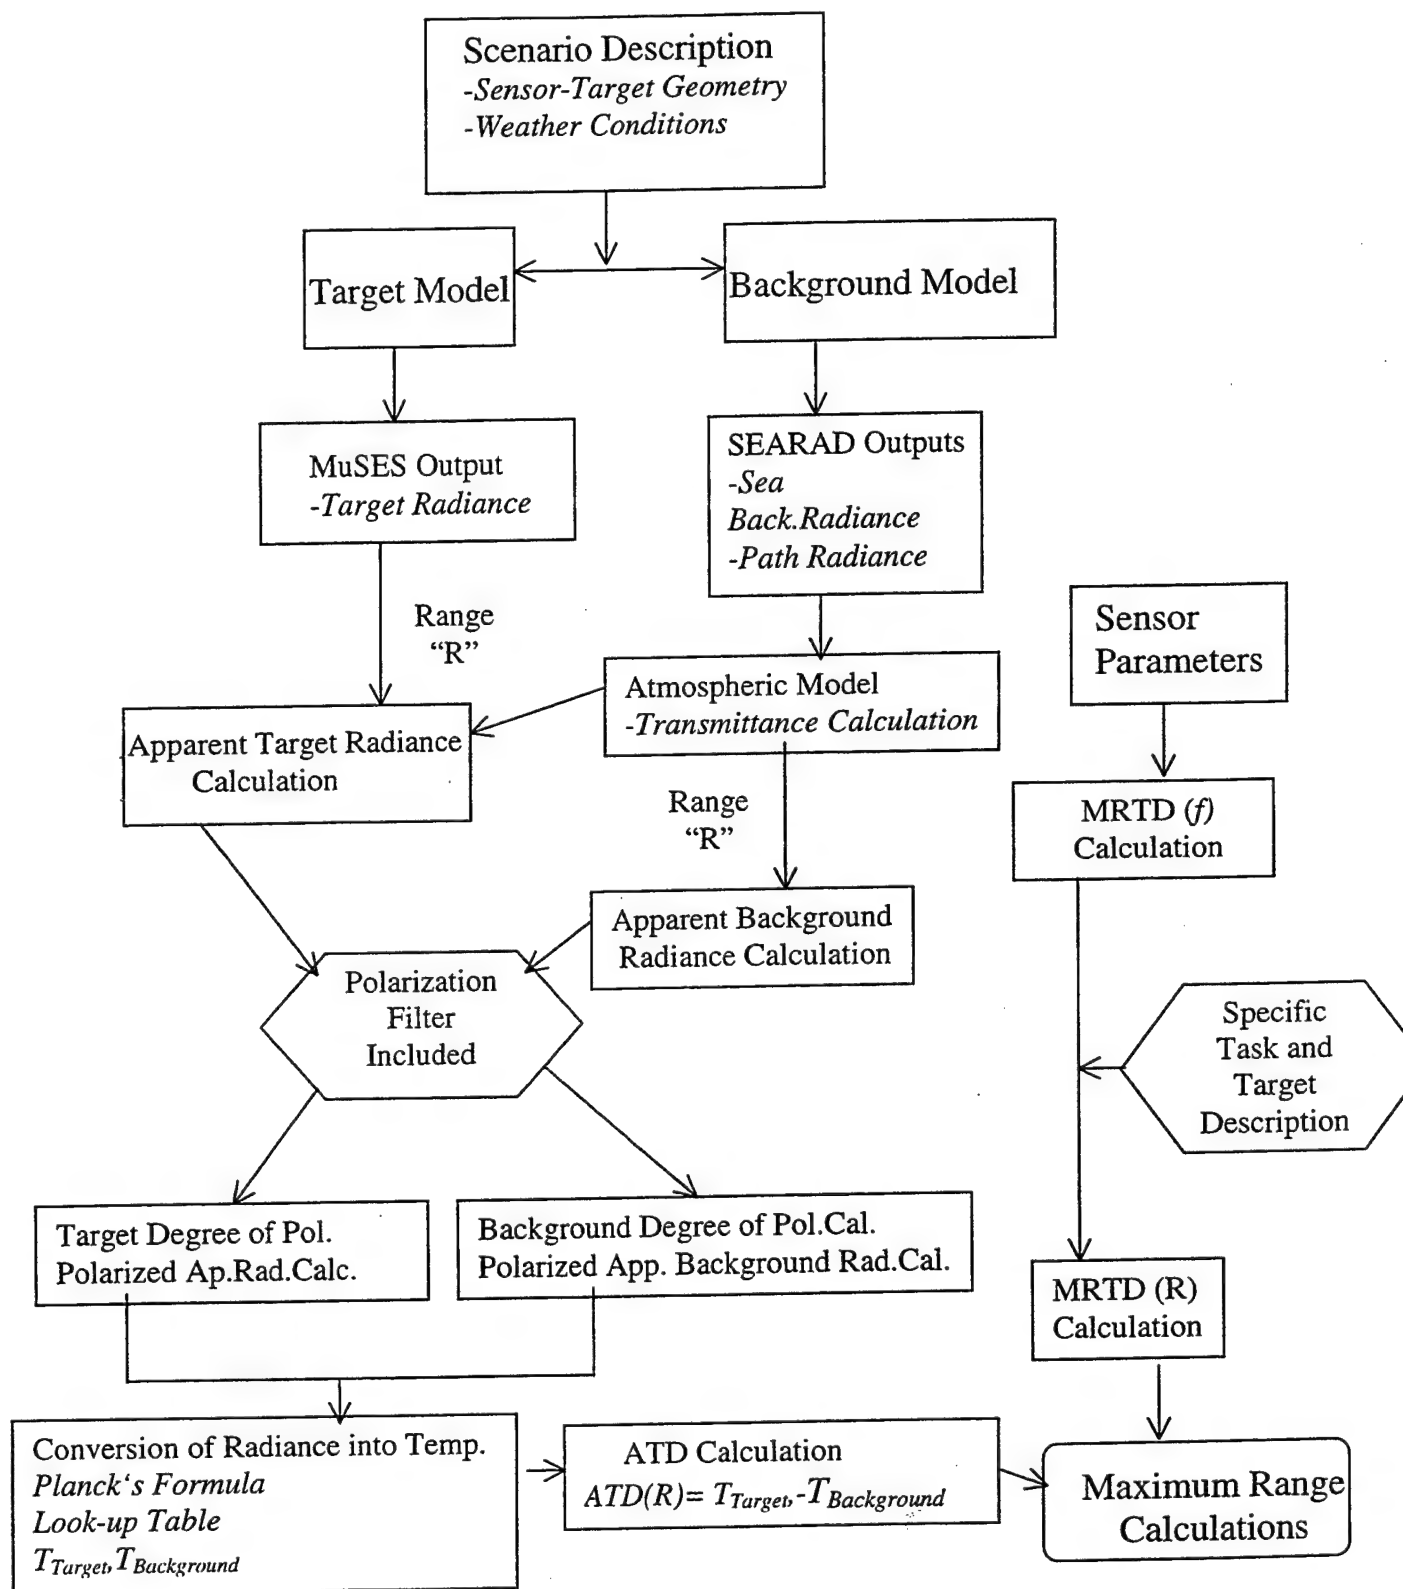 Scenario Description
-Sensor-Target Geometry
-Weather Conditions
Target Model
Background Model
MuSES Output
-Target Radiance
SEARAD Outputs
-Sea
Back.Radiance
-Path Radiance
Range
“R”
Sensor
Parameters
Atmospheric Model
-Transmittance Calculation
Apparent Target Radiance
Calculation
Range
“R”
MRTD (f)
Calculation
Apparent Background
Radiance Calculation
Polarization
Filter
Included
Specific
Task and
Target
Description
Target Degree of Pol.
Polarized Ap.Rad.Calc.
Background Degree of Pol.Cal.
Polarized App. Background Rad.Cal.
MRTD (R)
Calculation
Conversion of Radiance into Temp.
Planck‘s Formula
Look-up Table
TTarget,TBackground
ATD Calculation
ATD(R)= TTarget,-TBackground
Maximum Range
Calculations